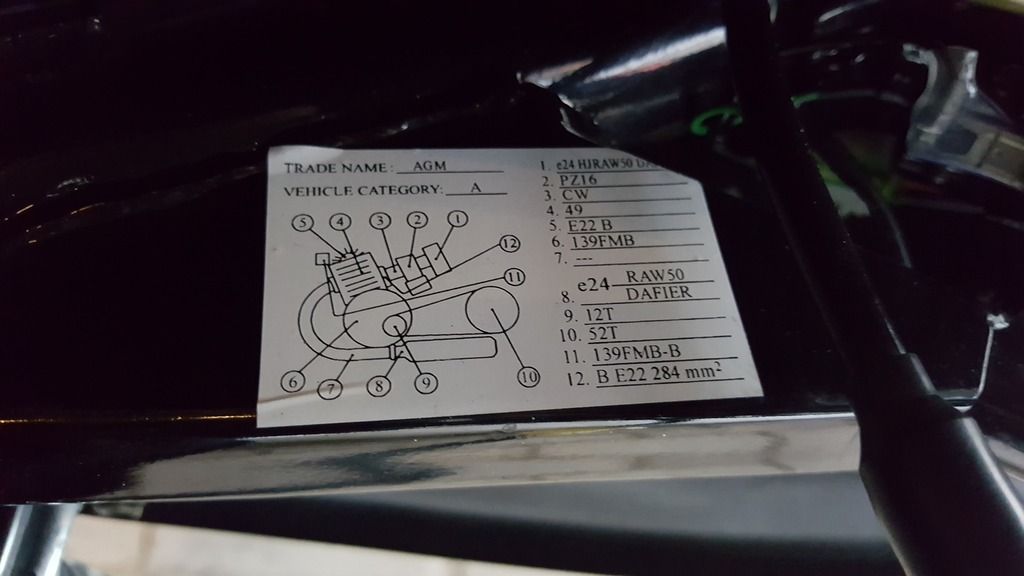 TRADE NAME: AGM
VEHICLE CATEGORY: A
5 4 3 2 1
12
11
6 7 8 9 10
1. e24 HJRAW50
2. PZ16
3. CW
4. 49
5. E22 B
6. 139FMB
7. ---
8. e24 RAW50
DAFIER
9. 12T
10. 52T
11. 139FMB-B
12. B E22 284 mm²